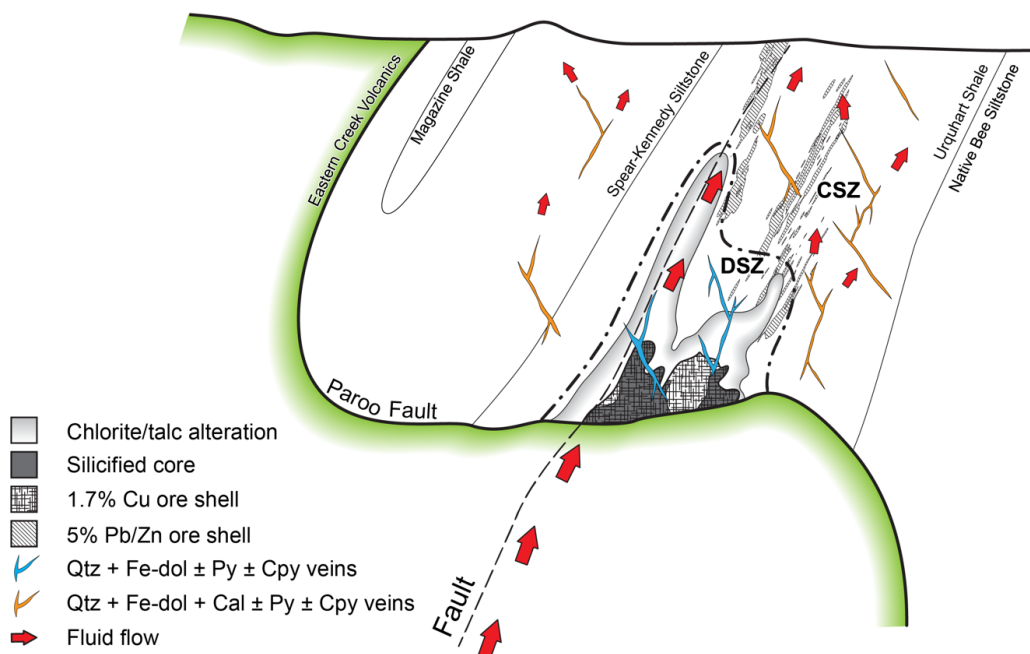 Eastern Creek Volcanics
Magazine Shale
Spear-Kennedy Siltstone
Urquhart Shale
Native Bee Siltstone
CSZ
DSZ
Paroo Fault
Fault
Chlorite/talc alteration
Silicified core
1.7% Cu ore shell
5% Pb/Zn ore shell
Qtz + Fe-dol ± Py ± Cpy veins
Qtz + Fe-dol + Cal ± Py ± Cpy veins
Fluid flow